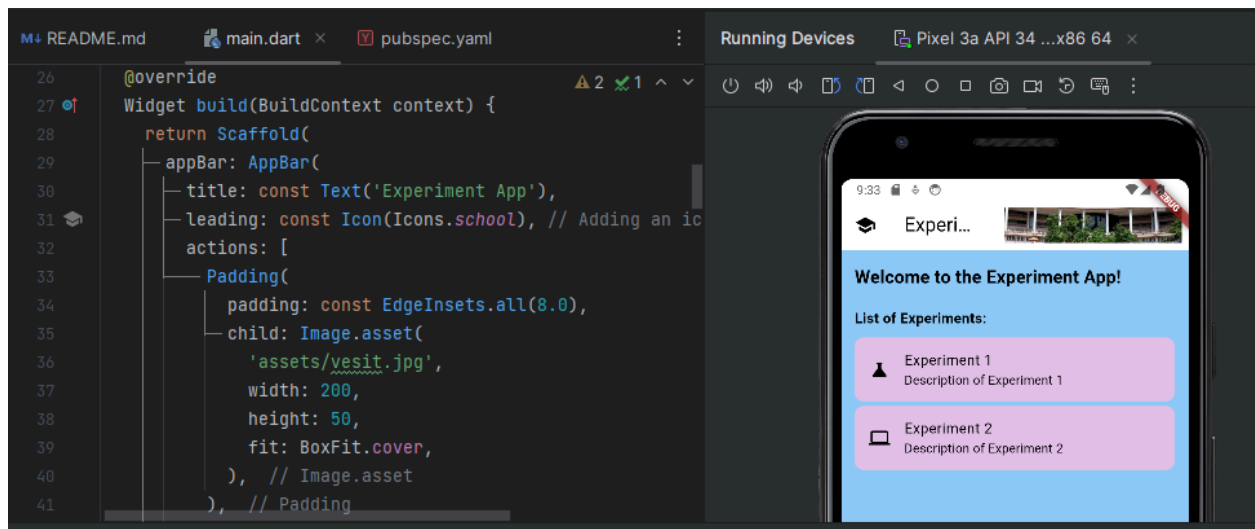 M↓ README.md
main.dart ×
pubspec.yaml
Running Devices
Pixel 3a API 34 ...x86 64 ×
26 @override
2 1
27 Widget build(BuildContext context) {
28 return Scaffold(
29 appBar: AppBar(
30 title: const Text('Experiment App'),
31 leading: const Icon(Icons.school), // Adding an ic
32 actions: [
33 Padding(
34 padding: const EdgeInsets.all(8.0),
35 child: Image.asset(
36 'assets/vesit.jpg',
37 width: 200,
38 height: 50,
39 fit: BoxFit.cover,
40 ), // Image.asset
41 ), // Padding
9:33
DEBUG
Experi...
Welcome to the Experiment App!
List of Experiments:
Experiment 1
Description of Experiment 1
Experiment 2
Description of Experiment 2